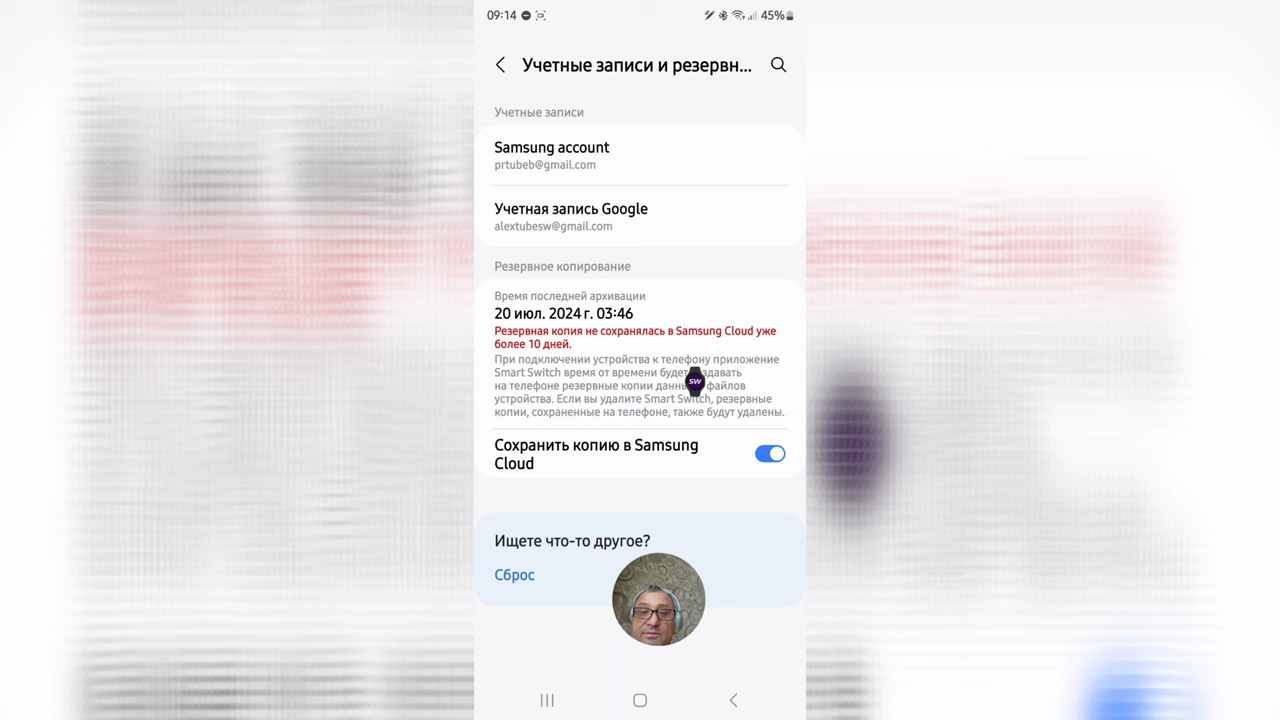 09:14
45%
Учетные записи и резервн...
Учетные записи
Samsung account
prtubeb@gmail.com
Учетная запись Google
alextubesw@gmail.com
Резервное копирование
Время последней архивации
20 июл. 2024 г. 03:46
Резервная копия не сохранялась в Samsung Cloud уже
более 10 дней.
При подключении устройства к телефону приложение
Smart Switch время от времени будет
на телефоне резервные копии файлов
устройства. Если вы удалите Smart Switch, резервные
копии, сохраненные на телефоне, также будут удалены.
SW
Сохранить копию в Samsung
Cloud
Ищете что-то другое?
Сброс